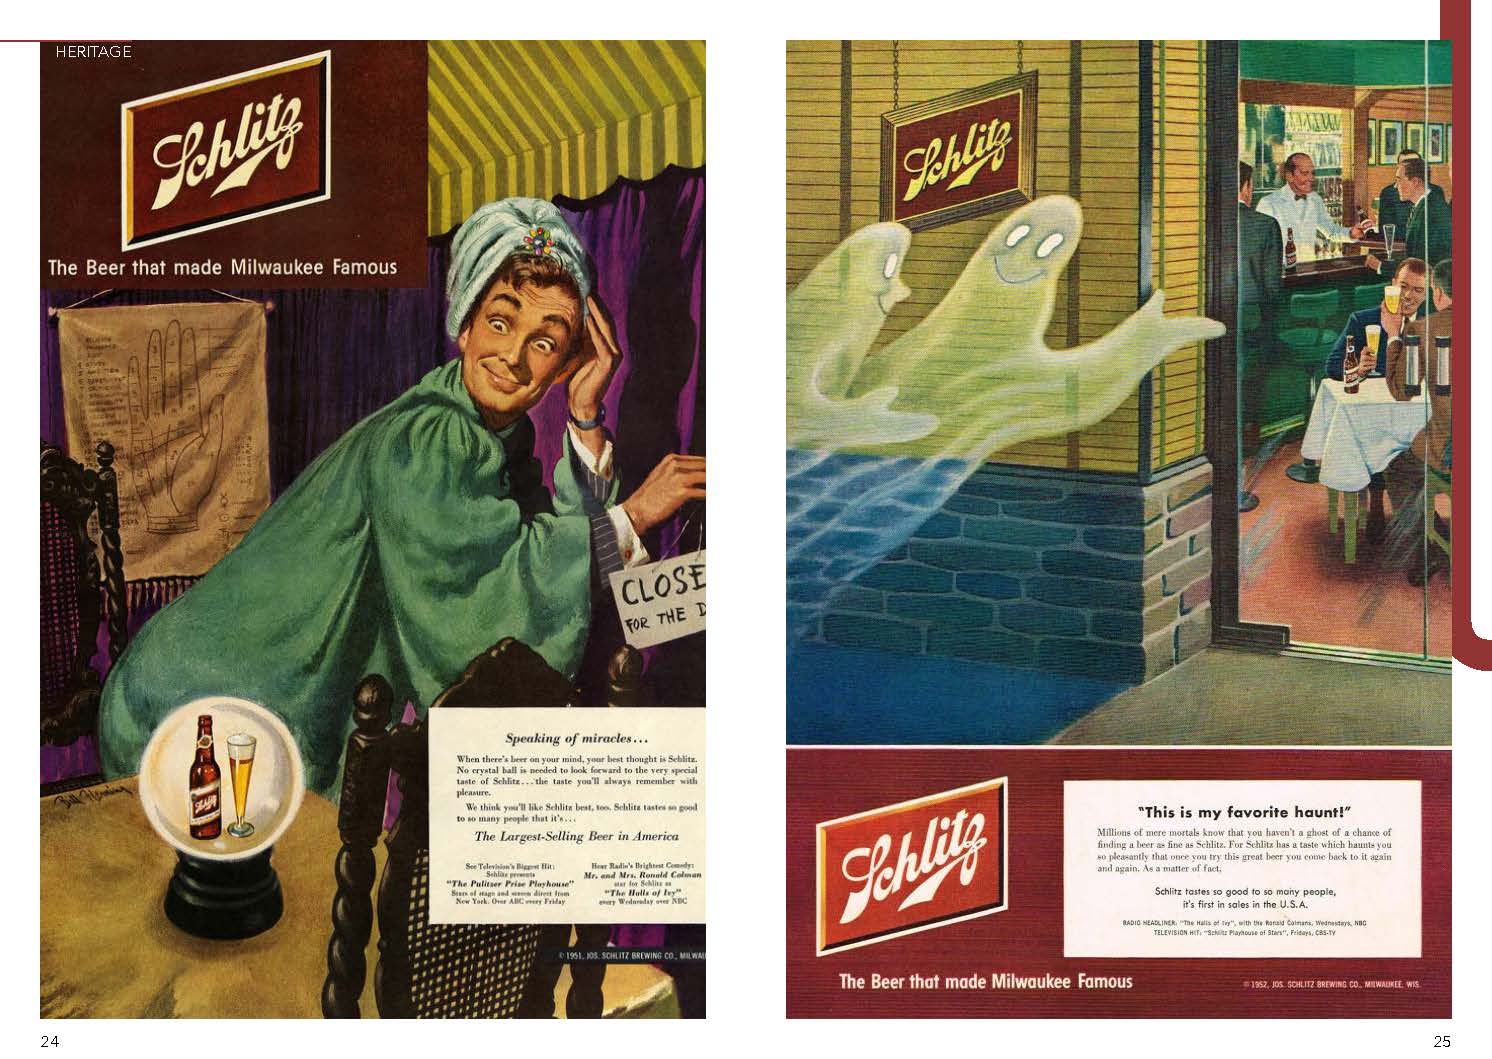 HERITAGE
Schlitz
The Beer that made Milwaukee Famous
CLOSE
FOR THE D
Schlitz
Speaking of miracles...
When there's beer on your mind, your best thought is Schlitz.
No crystal ball is needed to look forward to the very special
taste of Schlitz...the taste you'll always remember with
pleasure.
We think you'll like Schlitz best, too. Schlitz tastes so good
to so many people that it's...
The Largest-Selling Beer in America
See Television's Biggest Hit:
Schlitz presents
"The Pulitzer Prize Playhouse"
Stars of stage and screen direct from
New York. Over ABC every Friday
Hear Radio's Brightest Comedy:
Mr. and Mrs. Ronald Colman
star for Schlitz in
"The Halls of Ivy"
every Wednesday over NBC
© 1951, JOS. SCHLITZ BREWING CO., MILWAU
24
Schlitz
Schlitz
The Beer that made Milwaukee Famous
"This is my favorite haunt!"
Millions of mere mortals know that you haven't a ghost of a chance of
finding a beer as fine as Schlitz. For Schlitz has a taste which haunts you
so pleasantly that once you try this great beer you come back to it again
and again. As a matter of fact,
Schlitz tastes so good to so many people,
it's first in sales in the U.S.A.
RADIO HEADLINER: "The Halls of Ivy", with the Ronald Colmans, Wednesdays, NBC
TELEVISION HIT: "Schlitz Playhouse of Stars", Fridays, CBS-TV
© 1952, JOS. SCHLITZ BREWING CO., MILWAUKEE, WIS.
25